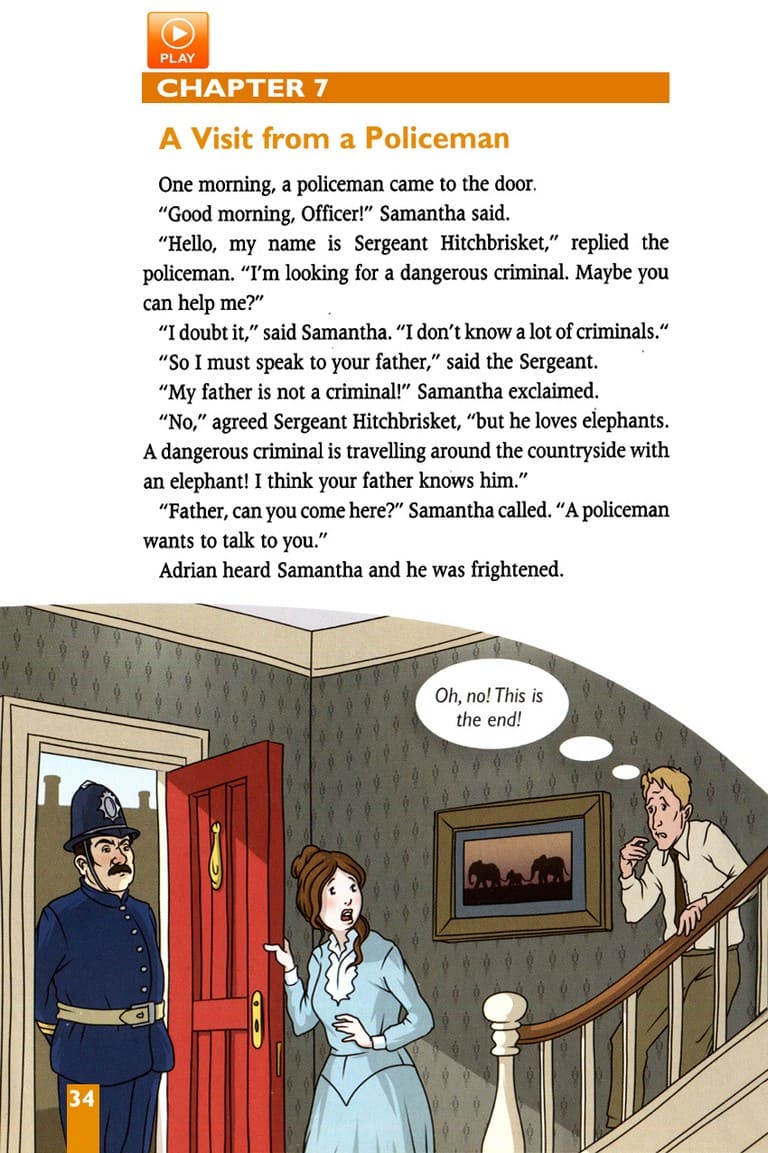 PLAY
CHAPTER 7
A Visit from a Policeman
One morning, a policeman came to the door.
“Good morning, Officer!” Samantha said.
“Hello, my name is Sergeant Hitchbrisket,” replied the
policeman. “I’m looking for a dangerous criminal. Maybe you
can help me?”
“I doubt it,” said Samantha. “I don’t know a lot of criminals.“
“So I must speak to your father,” said the Sergeant.
“My father is not a criminal!” Samantha exclaimed.
“No,” agreed Sergeant Hitchbrisket, “but he loves elephants.
A dangerous criminal is travelling around the countryside with
an elephant! I think your father knows him.”
“Father, can you come here?” Samantha called. “A policeman
wants to talk to you.”
Adrian heard Samantha and he was frightened.
Oh, no! This is
the end!
34